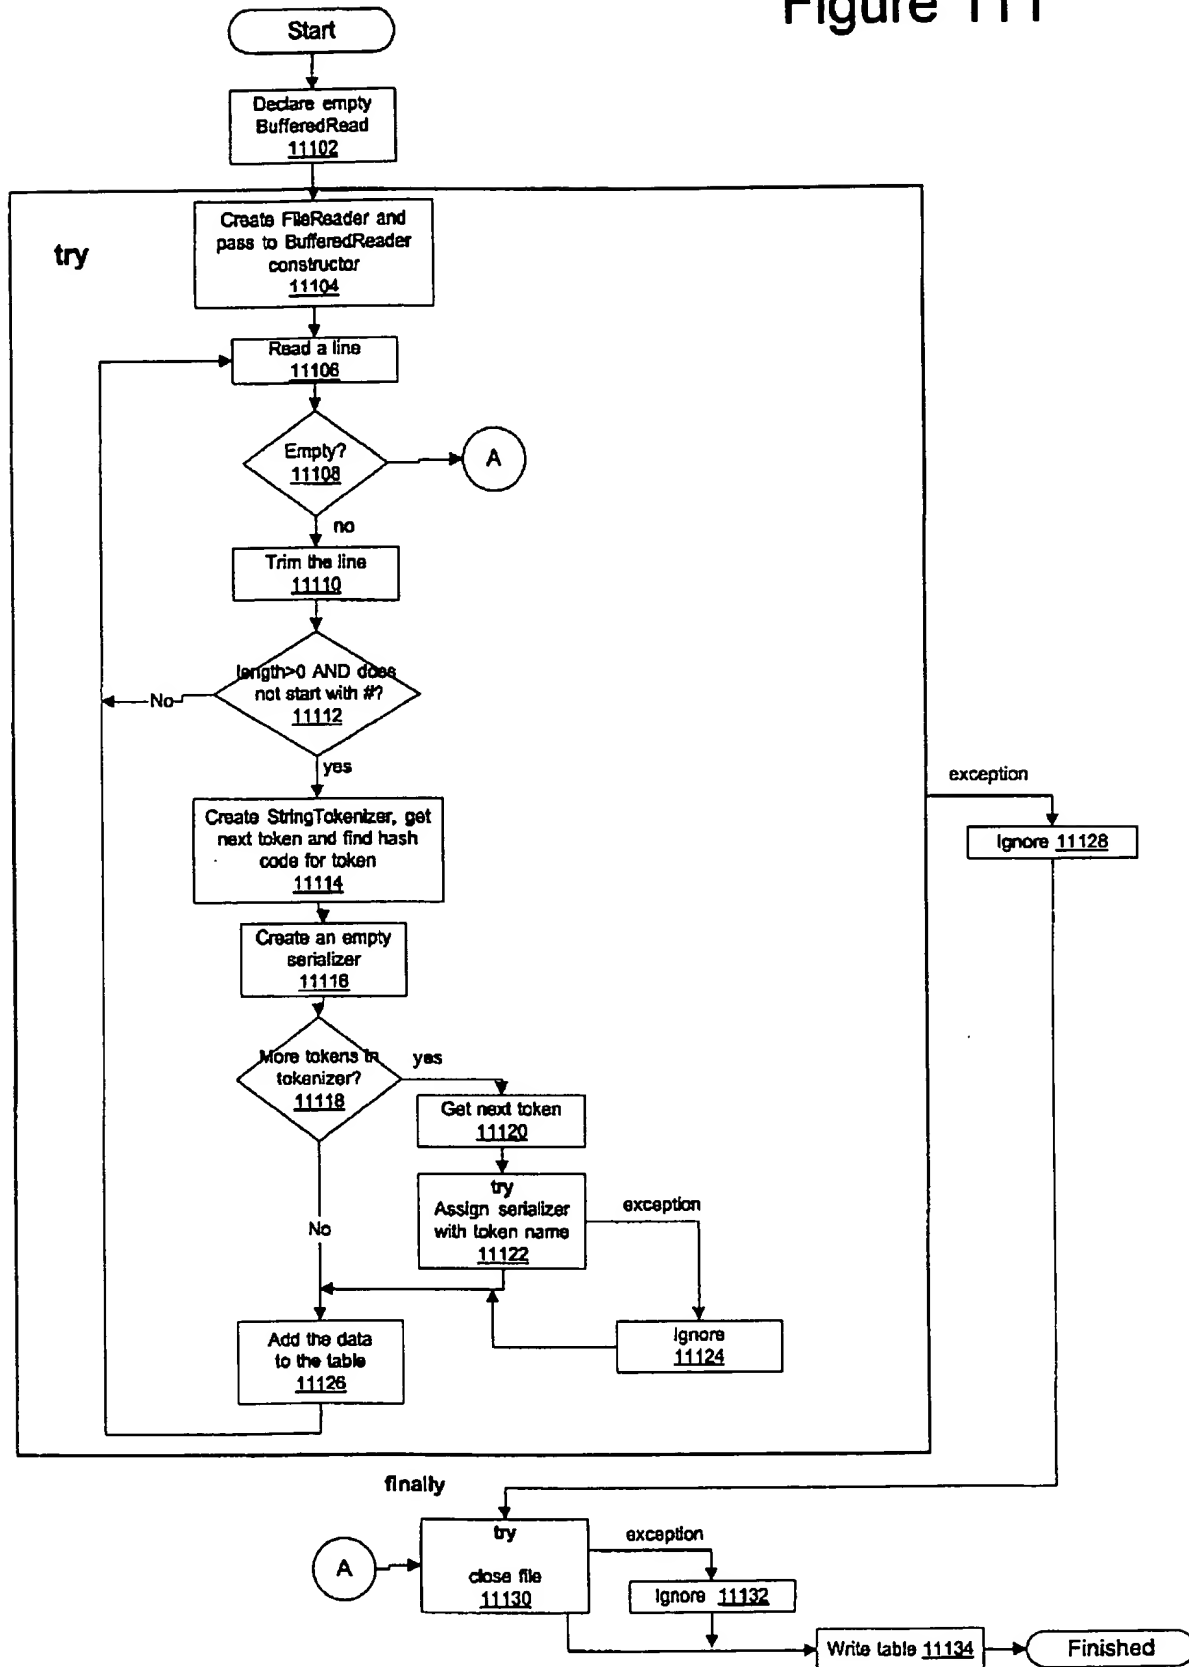 Figure 111
Start
Declare empty
BufferedRead
11102
try
Create FileReader and
pass to BufferedReader
constructor
11104
Read a line
11106
Empty?
11108
A
no
Trim the line
11110
length>0 AND does
not start with #?
11112
No
yes
exception
Ignore 11128
Create StringTokenizer, get
next token and find hash
code for token
11114
Create an empty
serializer
11116
More tokens in
tokenizer?
11118
yes
Get next token
11120
try
Assign serializer
with token name
11122
exception
No
Ignore
11124
Add the data
to the table
11126
finally
A
try
close file
11130
exception
Ignore 11132
Write table 11134
Finished